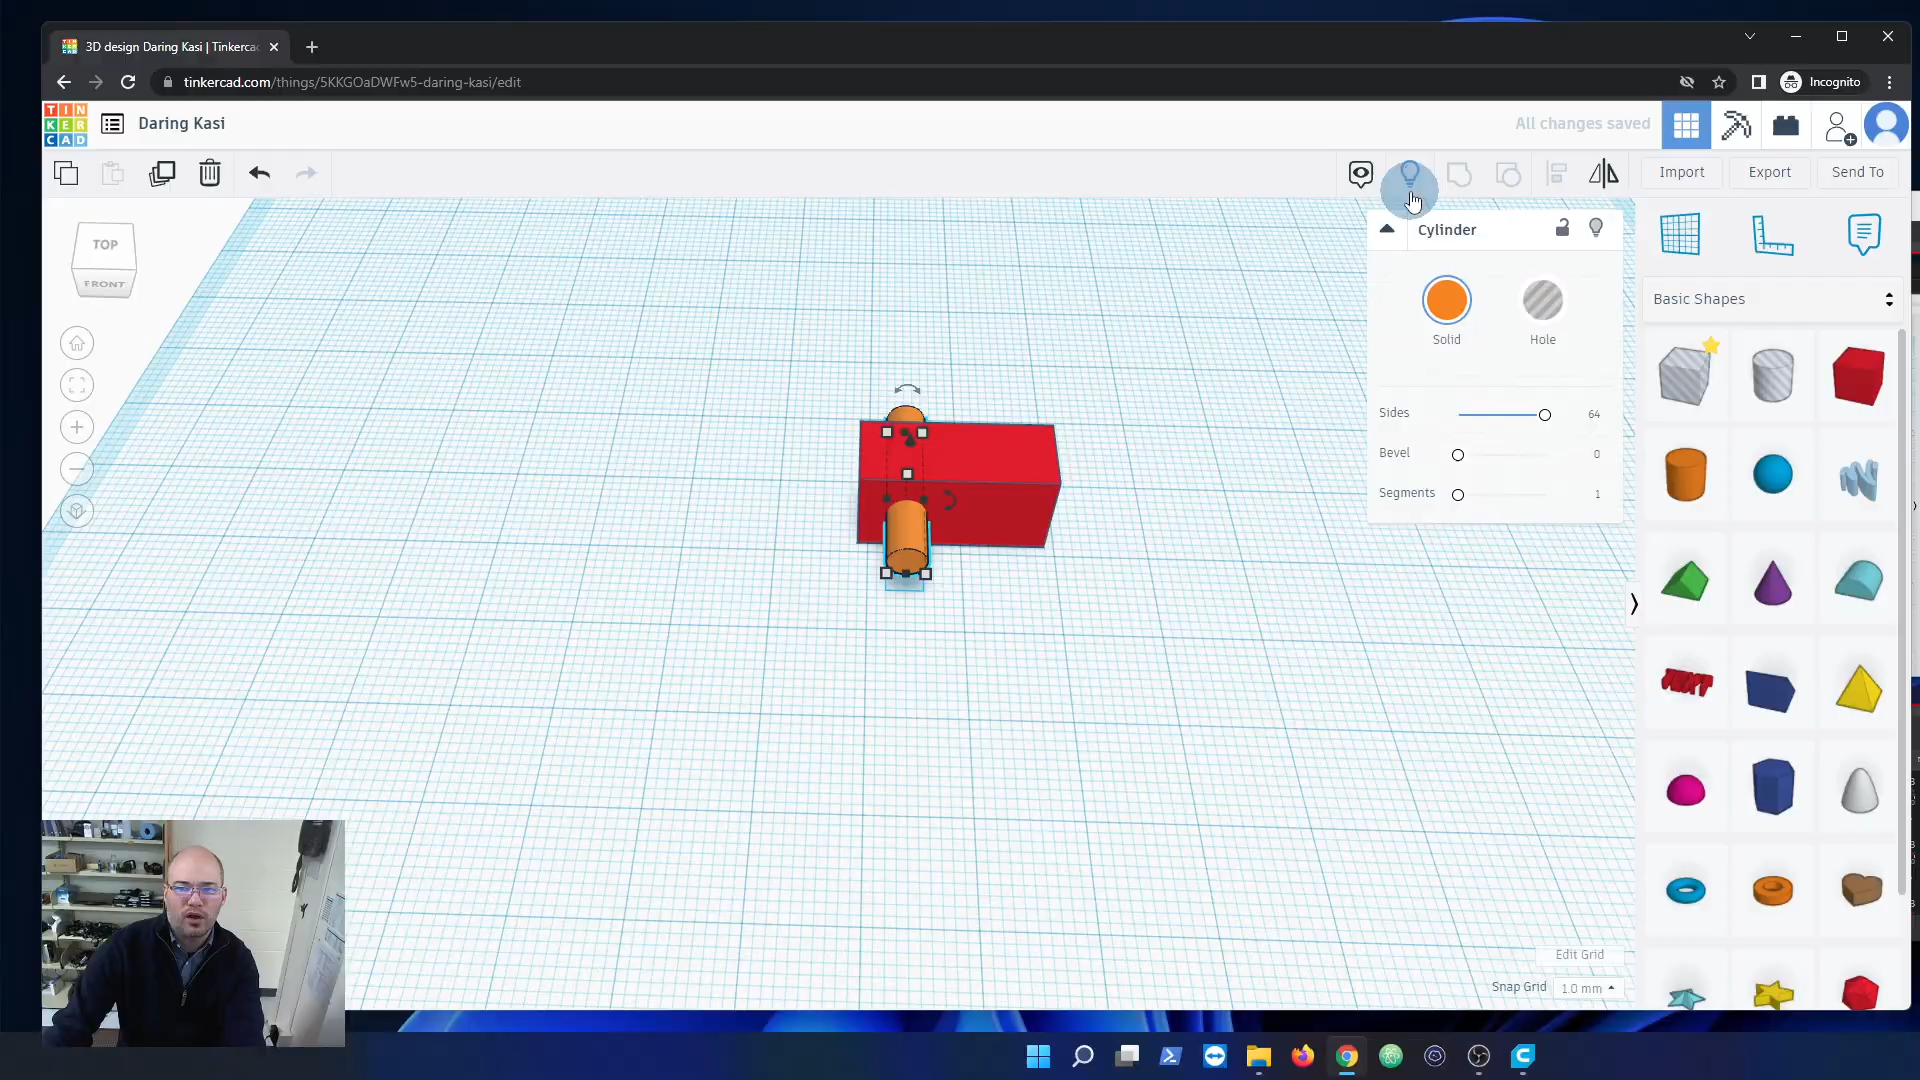 3D design Daring Kasi | Tinkerca
tinkercad.com/things/5KKGOaDWFw5-daring-kasi/edit
Incognito
TIN
KER
CAD
Daring Kasi
All changes saved
Import
Export
Send To
TOP
FRONT
Cylinder
Solid
Hole
Sides
64
Bevel
0
Segments
1
Basic Shapes
TEXT
Edit Grid
Snap Grid
1.0 mm